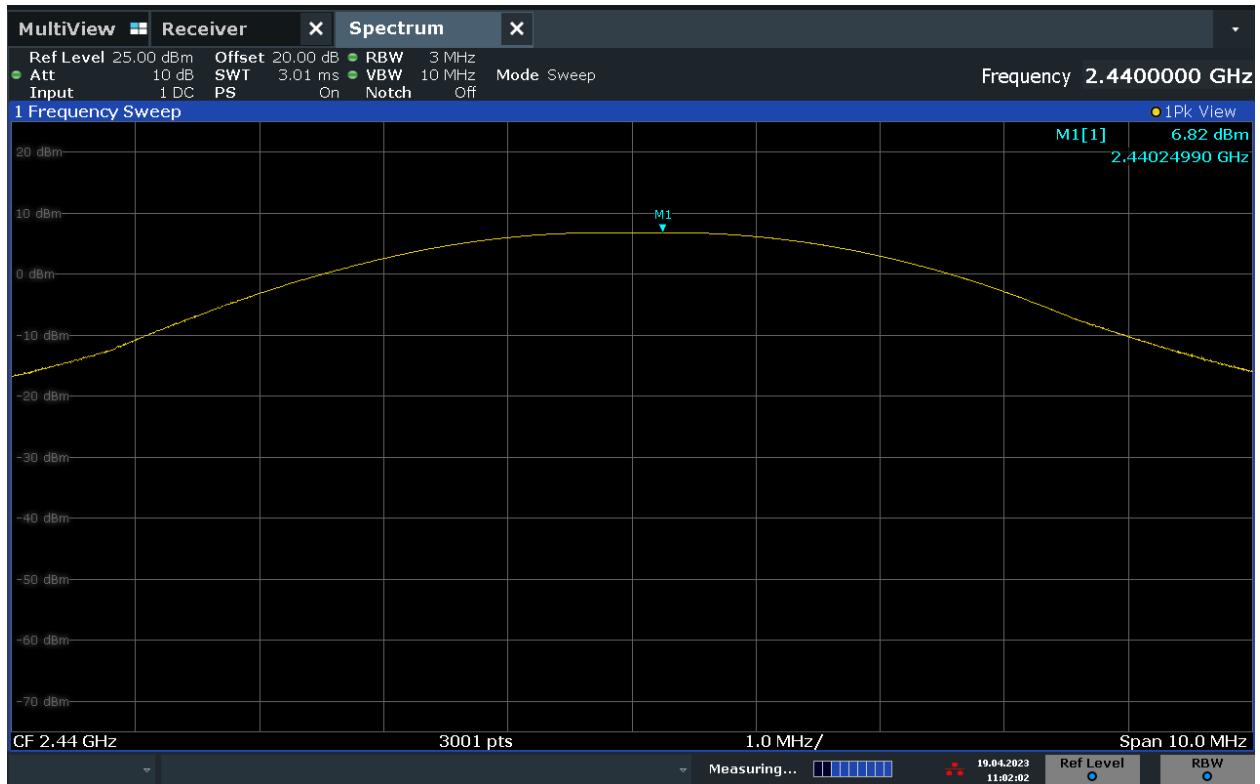 MultiView Receiver X Spectrum X
Ref Level 25.00 dBm Offset 20.00 dB RBW 3 MHz
Att 10 dB SWT 3.01 ms VBW 10 MHz Mode Sweep
Input 1 DC PS On Notch Off
Frequency 2.4400000 GHz
1 Frequency Sweep 1Pk View
M1[1] 6.82 dBm
2.44024990 GHz
20 dBm
10 dBm
M1
0 dBm
-10 dBm
-20 dBm
-30 dBm
-40 dBm
-50 dBm
-60 dBm
-70 dBm
CF 2.44 GHz 3001 pts 1.0 MHz/ Span 10.0 MHz
Measuring... 19.04.2023 Ref Level RBW
11:02:02